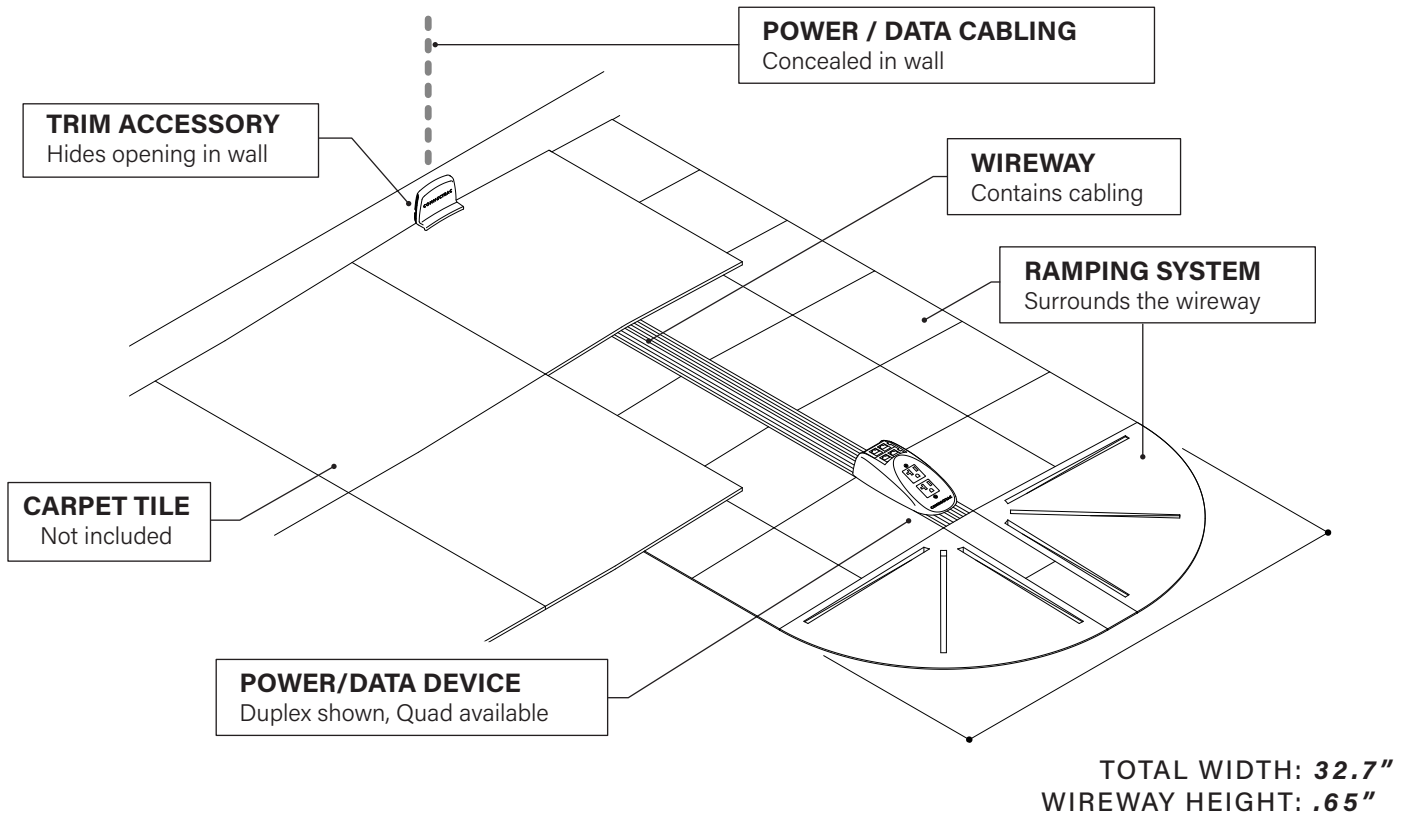 POWER / DATA CABLING
Concealed in wall
TRIM ACCESSORY
Hides opening in wall
WIREWAY
Contains cabling
RAMPING SYSTEM
Surrounds the wireway
CARPET TILE
Not included
POWER/DATA DEVICE
Duplex shown, Quad available
TOTAL WIDTH: 32.7"
WIREWAY HEIGHT: .65"